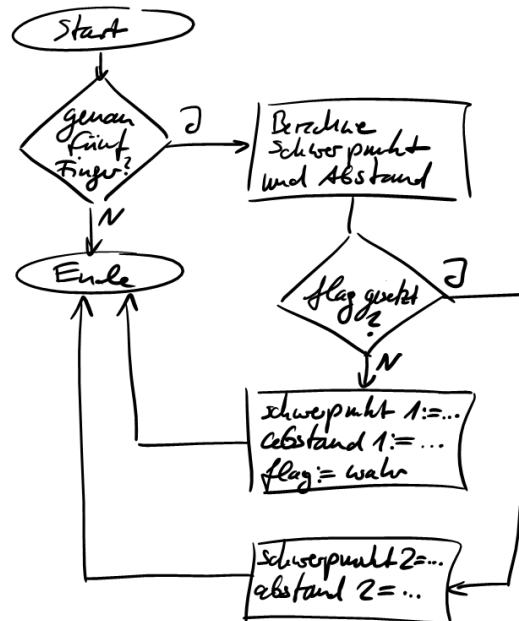 Start
genau
fünf
Finger?
J
N
Berechne
Schwerpunkt
und Abstand
Ende
flag gesetzt
?
J
N
schwerpunkt 1:=...
abstand 1:=...
flag:= wahr
schwerpunkt 2=...
abstand 2=...